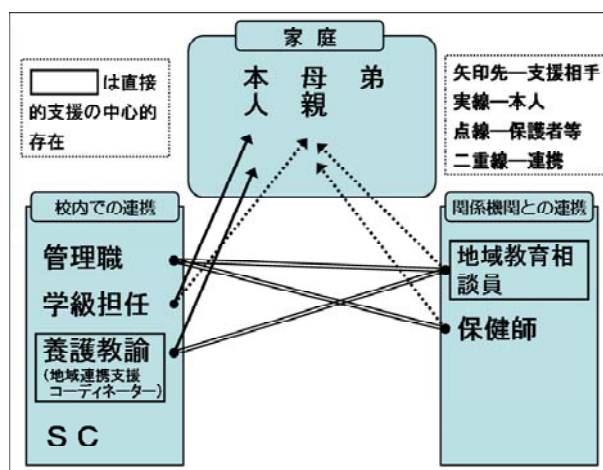 家庭
本人 母親 弟
は直接
的支援の中心的
存在
矢印先―支援相手
実線―本人
点線―保護者等
二重線―連携
校内での連携
管理職
学級担任
養護教諭
(地域連携支援
コーディネーター)
SC
関係機関との連携
地域教育相
談員
保健師